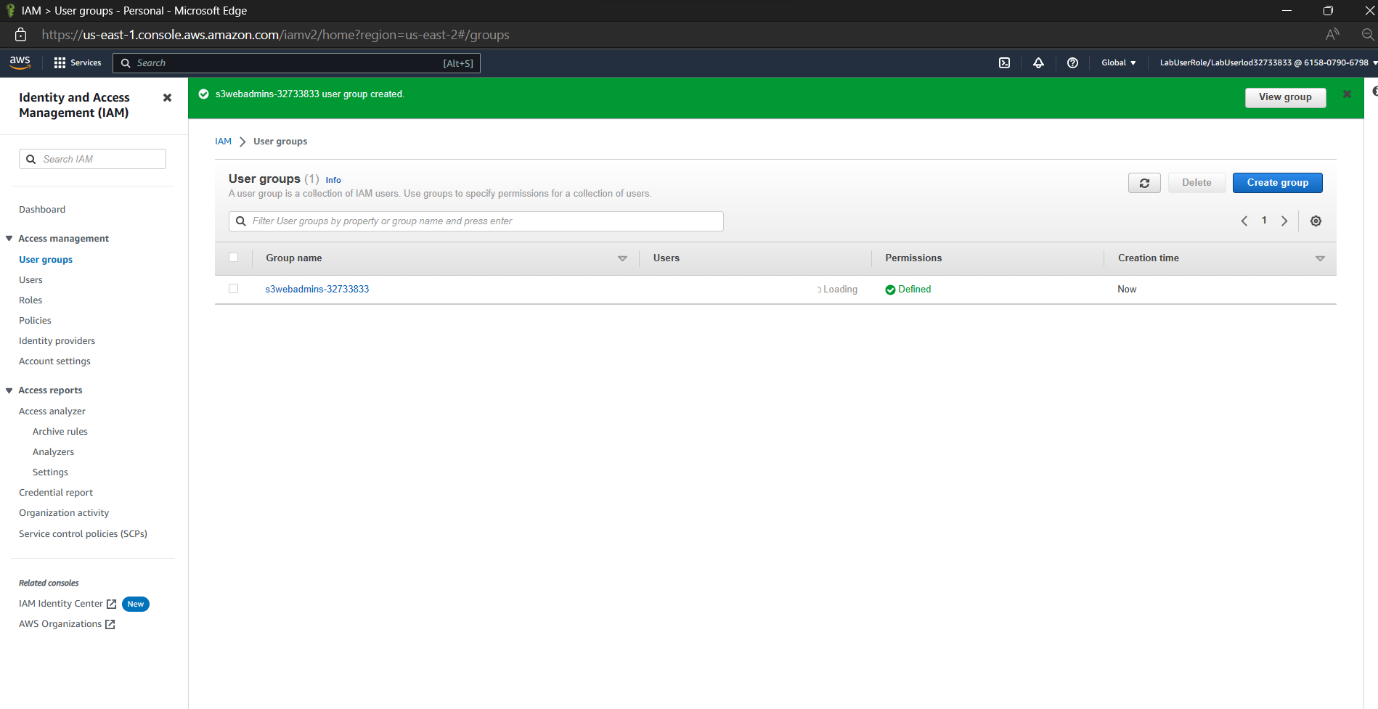 IAM > User groups - Personal - Microsoft Edge
https://us-east-1.console.aws.amazon.com/iamv2/home?region=us-east-2#/groups
aws Services Search [Alt+S] Global LabUserRole/LabUserlod32733833 @ 6158-0790-6798
Identity and Access
Management (IAM)
Search IAM
Dashboard
Access management
User groups
Users
Roles
Policies
Identity providers
Account settings
Access reports
Access analyzer
Archive rules
Analyzers
Settings
Credential report
Organization activity
Service control policies (SCPs)
Related consoles
IAM Identity Center New
AWS Organizations
s3webadmins-32733833 user group created. View group
IAM > User groups
User groups (1) Info
A user group is a collection of IAM users. Use groups to specify permissions for a collection of users.
Delete Create group
Filter User groups by property or group name and press enter
1
Group name Users Permissions Creation time
s3webadmins-32733833 Loading Defined Now